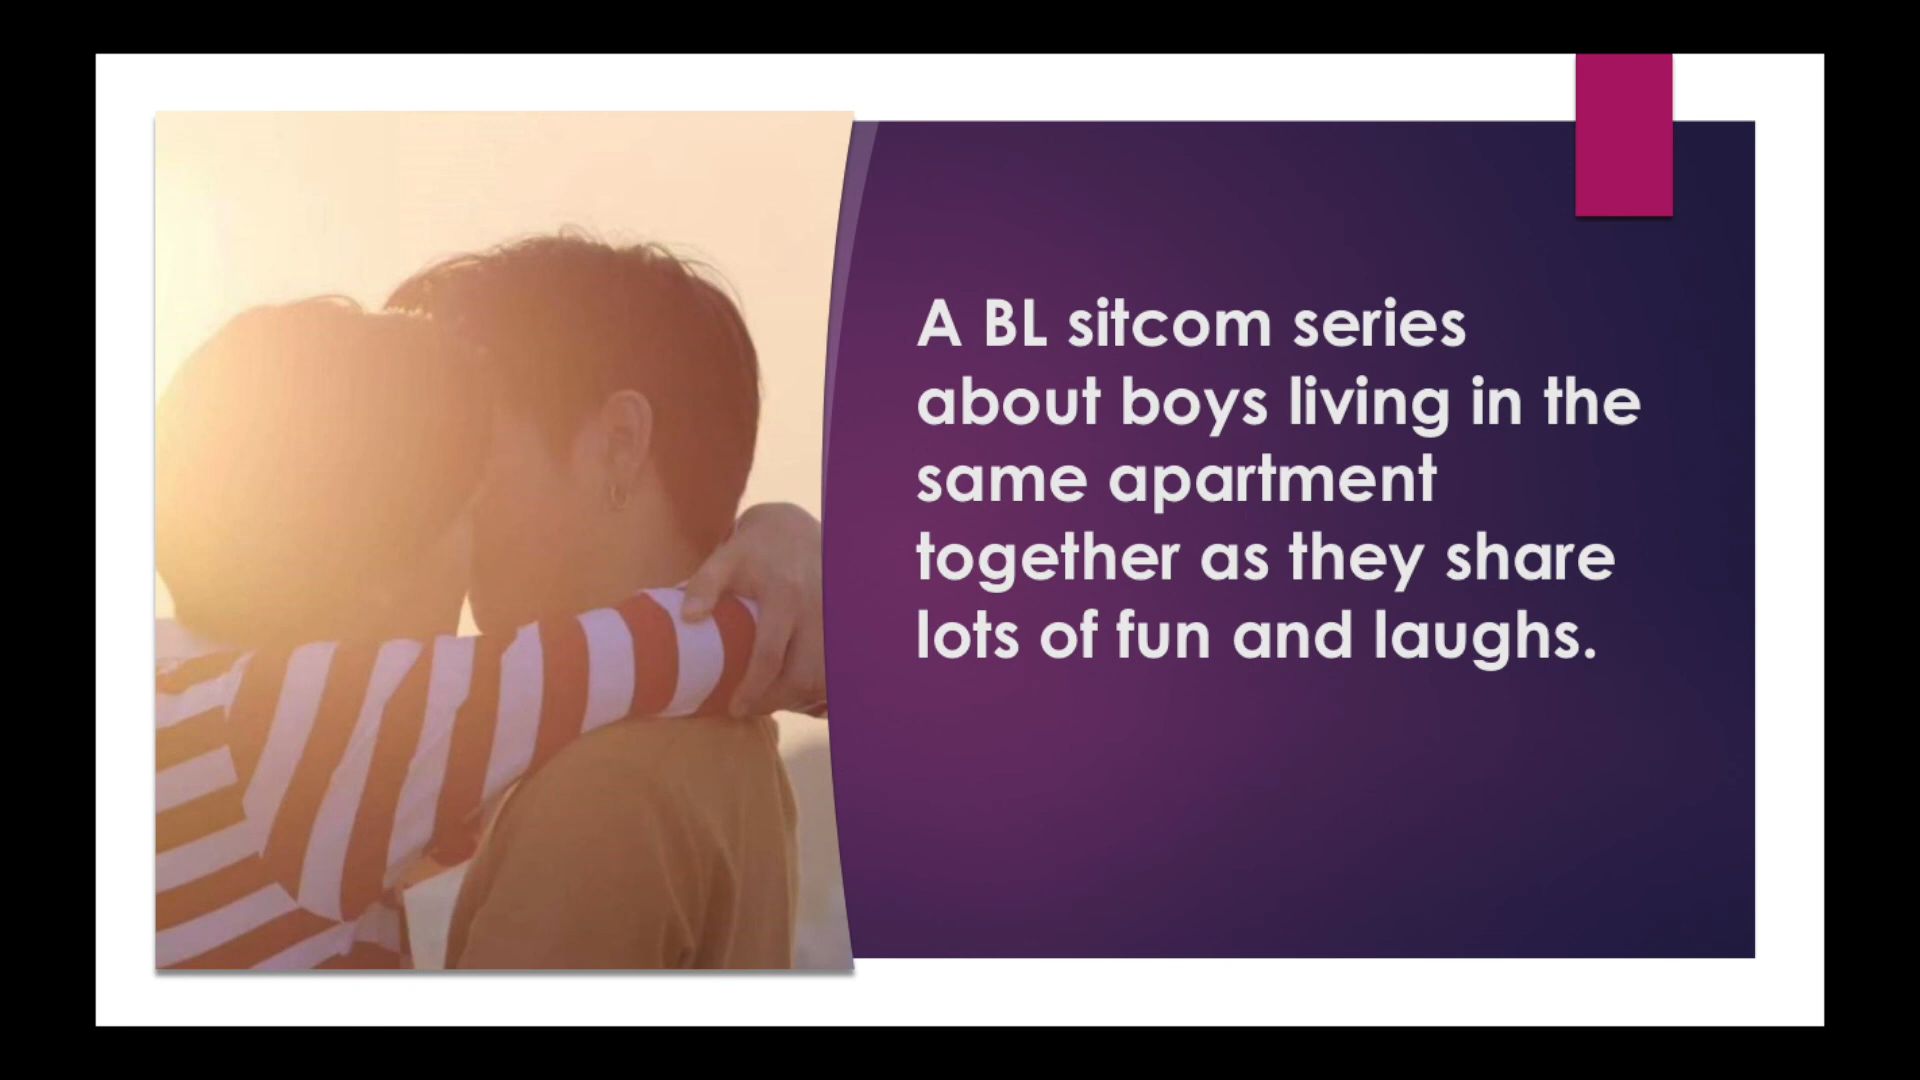 A BL sitcom series
about boys living in the
same apartment
together as they share
lots of fun and laughs.